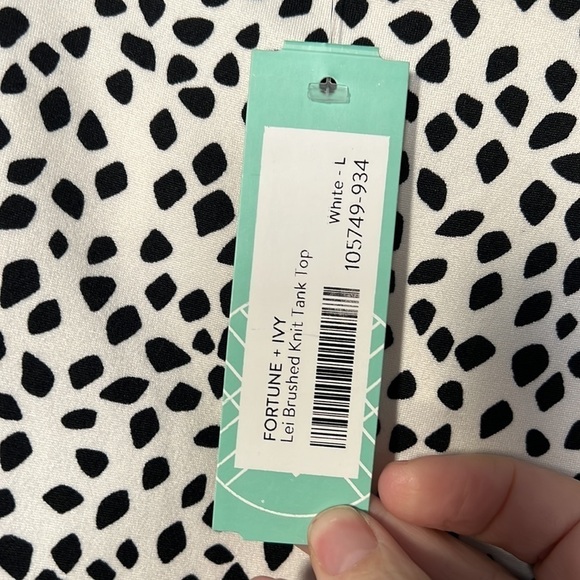 FORTUNE + IVY
Lei Brushed Knit Tank Top
White - L
105749-934